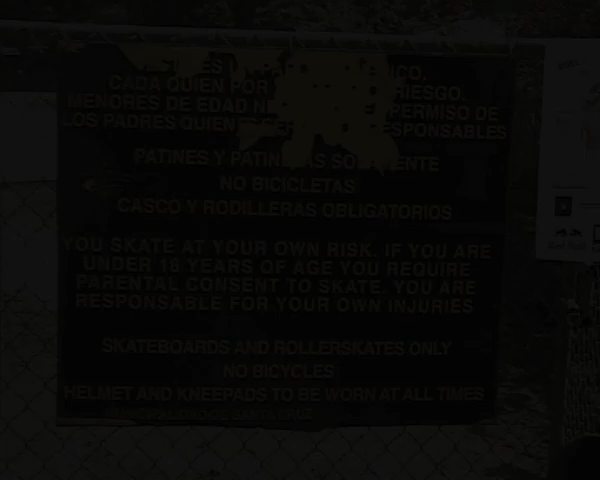 CADA QUIEN POR RIESGO.
MENORES DE EDAD PERMISO DE
LOS PADRES QUIEN
PATINES Y
NO BICICLETAS
CASCO Y RODILLERAS OBLIGATORIOS
YOU SKATE AT YOUR OWN RISK. IF YOU ARE
UNDER 18 YEARS OF AGE YOU REQUIRE
PARENTAL CONSENT TO SKATE. YOU ARE
RESPONSABLE FOR YOUR OWN INJURIES
SKATEBOARDS AND ROLLERSKATES ONLY
NO BICYCLES
HELMET AND KNEEPADS TO BE WORN AT ALL TIMES